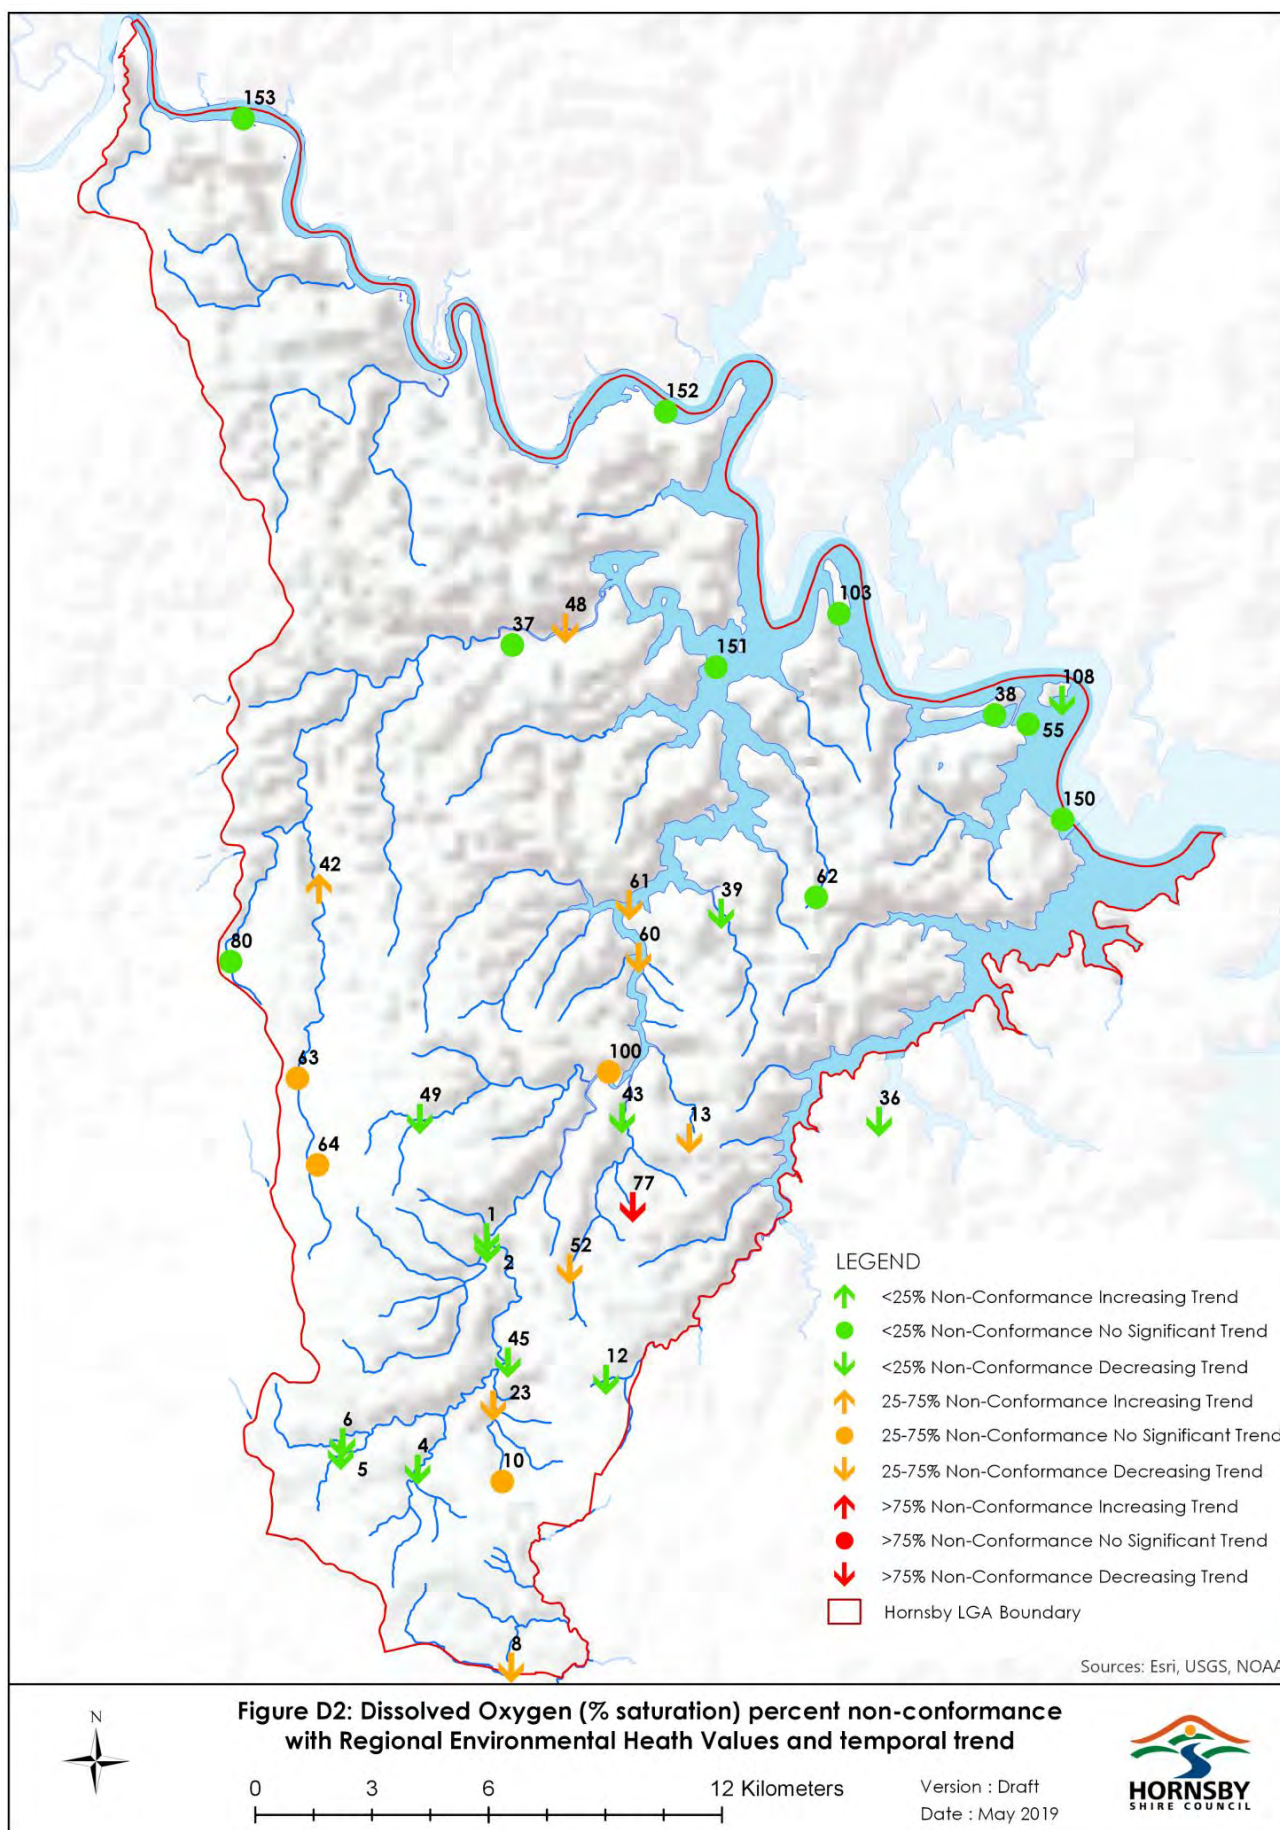 153
152
103
48
37
151
108
38
55
150
42
61
39
62
60
80
100
63
49
43
13
36
64
77
1
52
2
LEGEND
<25% Non-Conformance Increasing Trend
<25% Non-Conformance No Significant Trend
<25% Non-Conformance Decreasing Trend
25-75% Non-Conformance Increasing Trend
25-75% Non-Conformance No Significant Trend
25-75% Non-Conformance Decreasing Trend
>75% Non-Conformance Increasing Trend
>75% Non-Conformance No Significant Trend
>75% Non-Conformance Decreasing Trend
Hornsby LGA Boundary
45
12
23
6
4
5
10
8
Sources: Esri, USGS, NOAA
N
Figure D2: Dissolved Oxygen (% saturation) percent non-conformance
with Regional Environmental Heath Values and temporal trend
0 3 6 12 Kilometers
Version : Draft
Date : May 2019
HORNSBY
SHIRE COUNCIL